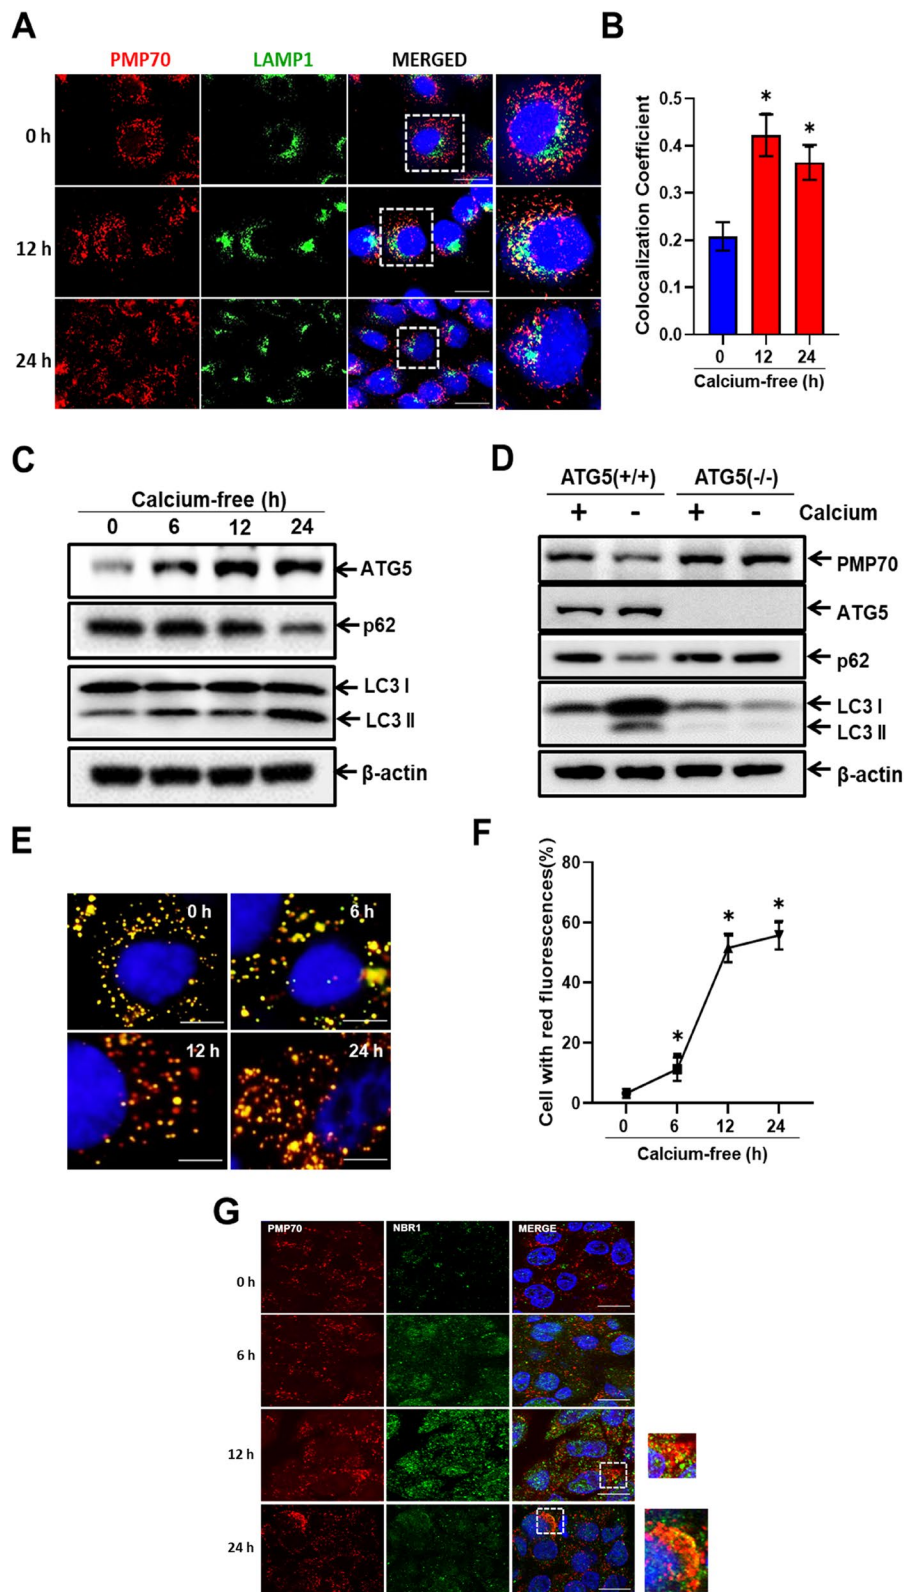 A
PMP70 LAMP1 MERGED
0 h
12 h
24 h
B
Colocalization Coefficient
0.5
0.4
0.3
0.2
0.1
0.0
* *
0 12 24
Calcium-free (h)
C
Calcium-free (h)
0 6 12 24
ATG5
p62
LC3 Ⅰ
LC3 Ⅱ
β-actin
D
ATG5(+/+) ATG5(-/-)
+ - + - Calcium
PMP70
ATG5
p62
LC3 Ⅰ
LC3 Ⅱ
β-actin
E
0 h 6 h
12 h 24 h
F
Cell with red fluorescences(%)
80
60
40
20
0
* * *
0 6 12 24
Calcium-free (h)
G
PMP70 NBR1 MERGE
0 h
6 h
12 h
24 h